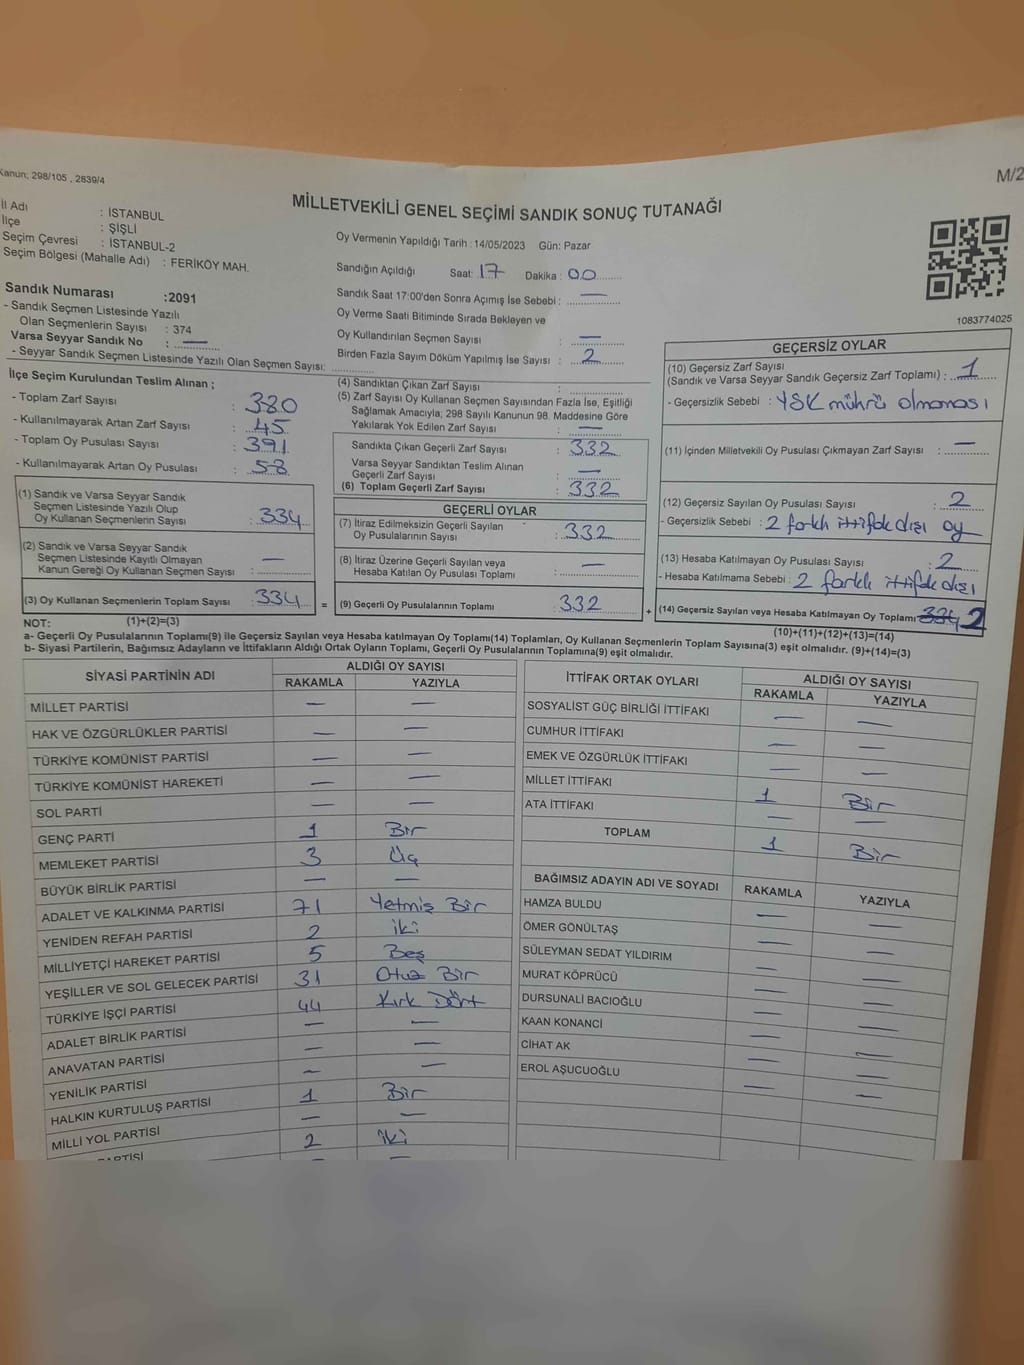 Kanun; 298/105 , 2839/4
M/2
MİLLETVEKİLİ GENEL SEÇİMİ SANDIK SONUÇ TUTANAĞI
İl Adı : İSTANBUL
İlçe : ŞİŞLİ
Seçim Çevresi : İSTANBUL-2
Seçim Bölgesi (Mahalle Adı) : FERİKÖY MAH.
Oy Vermenin Yapıldığı Tarih : 14/05/2023 Gün: Pazar
Sandığın Açıldığı Saat: 17 Dakika : 00
Sandık Saat 17:00'den Sonra Açımış İse Sebebi : —
Oy Verme Saati Bitiminde Sırada Bekleyen ve
Oy Kullandırılan Seçmen Sayısı : —
Birden Fazla Sayım Döküm Yapılmış İse Sayısı : 2
1083774025
Sandık Numarası :2091
- Sandık Seçmen Listesinde Yazılı
Olan Seçmenlerin Sayısı : 374
Varsa Seyyar Sandık No : —
- Seyyar Sandık Seçmen Listesinde Yazılı Olan Seçmen Sayısı:
İlçe Seçim Kurulundan Teslim Alınan ;
- Toplam Zarf Sayısı : 380
- Kullanılmayarak Artan Zarf Sayısı : 45
- Toplam Oy Pusulası Sayısı : 391
- Kullanılmayarak Artan Oy Pusulası : 58
(1) Sandık ve Varsa Seyyar Sandık
Seçmen Listesinde Yazılı Olup
Oy Kullanan Seçmenlerin Sayısı : 334
(2) Sandık ve Varsa Seyyar Sandık
Seçmen Listesinde Kayıtlı Olmayan
Kanun Gereği Oy Kullanan Seçmen Sayısı : —
(3) Oy Kullanan Seçmenlerin Toplam Sayısı : 334
(1)+(2)=(3)
(4) Sandıktan Çıkan Zarf Sayısı :
(5) Zarf Sayısı Oy Kullanan Seçmen Sayısından Fazla İse, Eşitliği
Sağlamak Amacıyla; 298 Sayılı Kanunun 98. Maddesine Göre
Yakılarak Yok Edilen Zarf Sayısı : —
Sandıkta Çıkan Geçerli Zarf Sayısı : 332
Varsa Seyyar Sandıktan Teslim Alınan
Geçerli Zarf Sayısı : —
(6) Toplam Geçerli Zarf Sayısı : 332
GEÇERLİ OYLAR
(7) İtiraz Edilmeksizin Geçerli Sayılan
Oy Pusulalarının Sayısı : 332
(8) İtiraz Üzerine Geçerli Sayılan veya
Hesaba Katılan Oy Pusulası Toplamı : —
= (9) Geçerli Oy Pusulalarının Toplamı : 332
GEÇERSİZ OYLAR
(10) Geçersiz Zarf Sayısı
(Sandık ve Varsa Seyyar Sandık Geçersiz Zarf Toplamı) : 1
- Geçersizlik Sebebi : YSK mührü olmaması
(11) İçinden Milletvekili Oy Pusulası Çıkmayan Zarf Sayısı : —
(12) Geçersiz Sayılan Oy Pusulası Sayısı : 2
- Geçersizlik Sebebi : 2 farklı ittifak dışı oy
(13) Hesaba Katılmayan Oy Pusulası Sayısı : 2
- Hesaba Katılmama Sebebi : 2 farklı ittifak dışı
+ (14) Geçersiz Sayılan veya Hesaba Katılmayan Oy Toplamı : 334 2
(10)+(11)+(12)+(13)=(14)
NOT:
a- Geçerli Oy Pusulalarının Toplamı(9) ile Geçersiz Sayılan veya Hesaba katılmayan Oy Toplamı(14) Toplamları, Oy Kullanan Seçmenlerin Toplam Sayısına(3) eşit olmalıdır. (9)+(14)=(3)
b- Siyasi Partilerin, Bağımsız Adayların ve İttifakların Aldığı Ortak Oyların Toplamı, Geçerli Oy Pusulalarının Toplamına(9) eşit olmalıdır.
SİYASİ PARTİNİN ADI ALDIĞI OY SAYISI
RAKAMLA YAZIYLA
MİLLET PARTİSİ — —
HAK VE ÖZGÜRLÜKLER PARTİSİ — —
TÜRKİYE KOMÜNİST PARTİSİ — —
TÜRKİYE KOMÜNİST HAREKETİ — —
SOL PARTİ — —
GENÇ PARTİ 1 Bir
MEMLEKET PARTİSİ 3 Üç
BÜYÜK BİRLİK PARTİSİ — —
ADALET VE KALKINMA PARTİSİ 71 Yetmiş Bir
YENİDEN REFAH PARTİSİ 2 iki
MİLLİYETÇİ HAREKET PARTİSİ 5 Beş
YEŞİLLER VE SOL GELECEK PARTİSİ 31 Otuz Bir
TÜRKİYE İŞÇİ PARTİSİ 44 Kırk Dört
ADALET BİRLİK PARTİSİ — —
ANAVATAN PARTİSİ — —
YENİLİK PARTİSİ — —
HALKIN KURTULUŞ PARTİSİ 1 Bir
MİLLİ YOL PARTİSİ — —
2 iki
İTTİFAK ORTAK OYLARI ALDIĞI OY SAYISI
RAKAMLA YAZIYLA
SOSYALİST GÜÇ BİRLİĞİ İTTİFAKI — —
CUMHUR İTTİFAKI — —
EMEK VE ÖZGÜRLÜK İTTİFAKI — —
MİLLET İTTİFAKI 1 Bir
ATA İTTİFAKI — —
TOPLAM 1 Bir
BAĞIMSIZ ADAYIN ADI VE SOYADI RAKAMLA YAZIYLA
HAMZA BULDU — —
ÖMER GÖNÜLTAŞ — —
SÜLEYMAN SEDAT YILDIRIM — —
MURAT KÖPRÜCÜ — —
DURSUNALİ BACIOĞLU — —
KAAN KONANCİ — —
CİHAT AK — —
EROL AŞUCUOĞLU — —